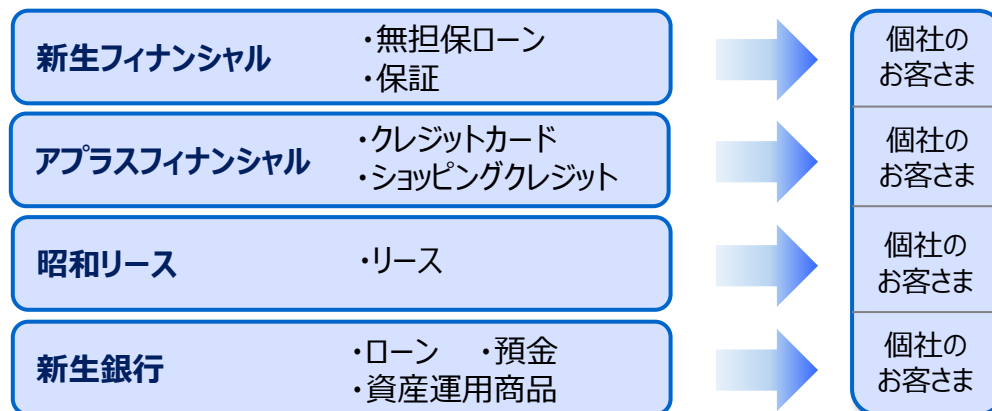 新生フィナンシャル
・無担保ローン
・保証
個社の
お客さま
アプラスフィナンシャル
・クレジットカード
・ショッピングクレジット
個社の
お客さま
昭和リース
・リース
個社の
お客さま
新生銀行
・ローン ・預金
・資産運用商品
個社の
お客さま